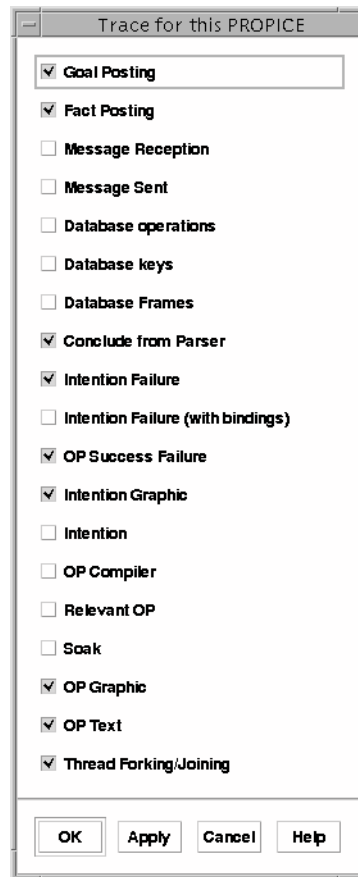 Trace for this PROPICE
Goal Posting
Fact Posting
Message Reception
Message Sent
Database operations
Database keys
Database Frames
Conclude from Parser
Intention Failure
Intention Failure (with bindings)
OP Success Failure
Intention Graphic
Intention
OP Compiler
Relevant OP
Soak
OP Graphic
OP Text
Thread Forking/Joining
OK Apply Cancel Help